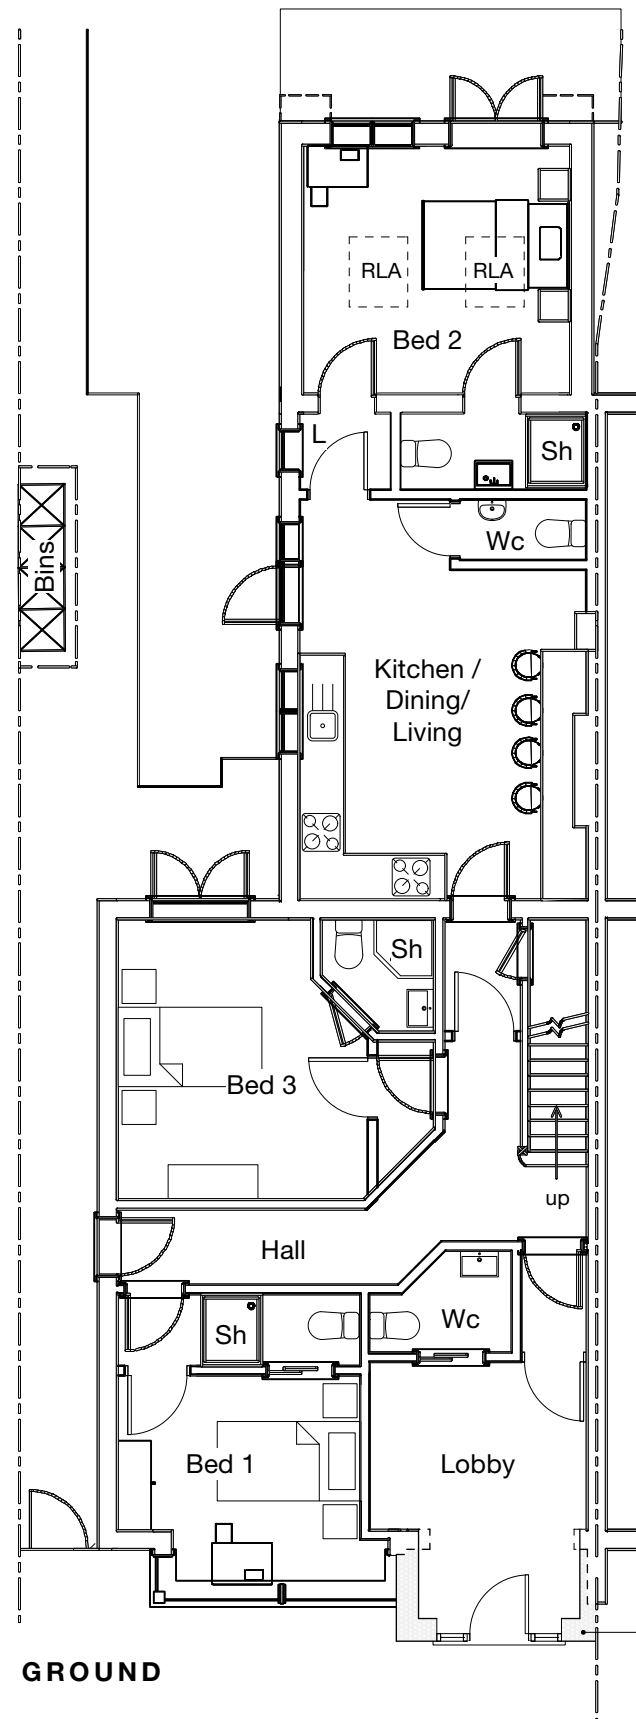 RLA
RLA
Bed 2
L
Sh
Wc
Bins
Kitchen /
Dining/
Living
Sh
Bed 3
up
Hall
Wc
Sh
Bed 1
Lobby
GROUND